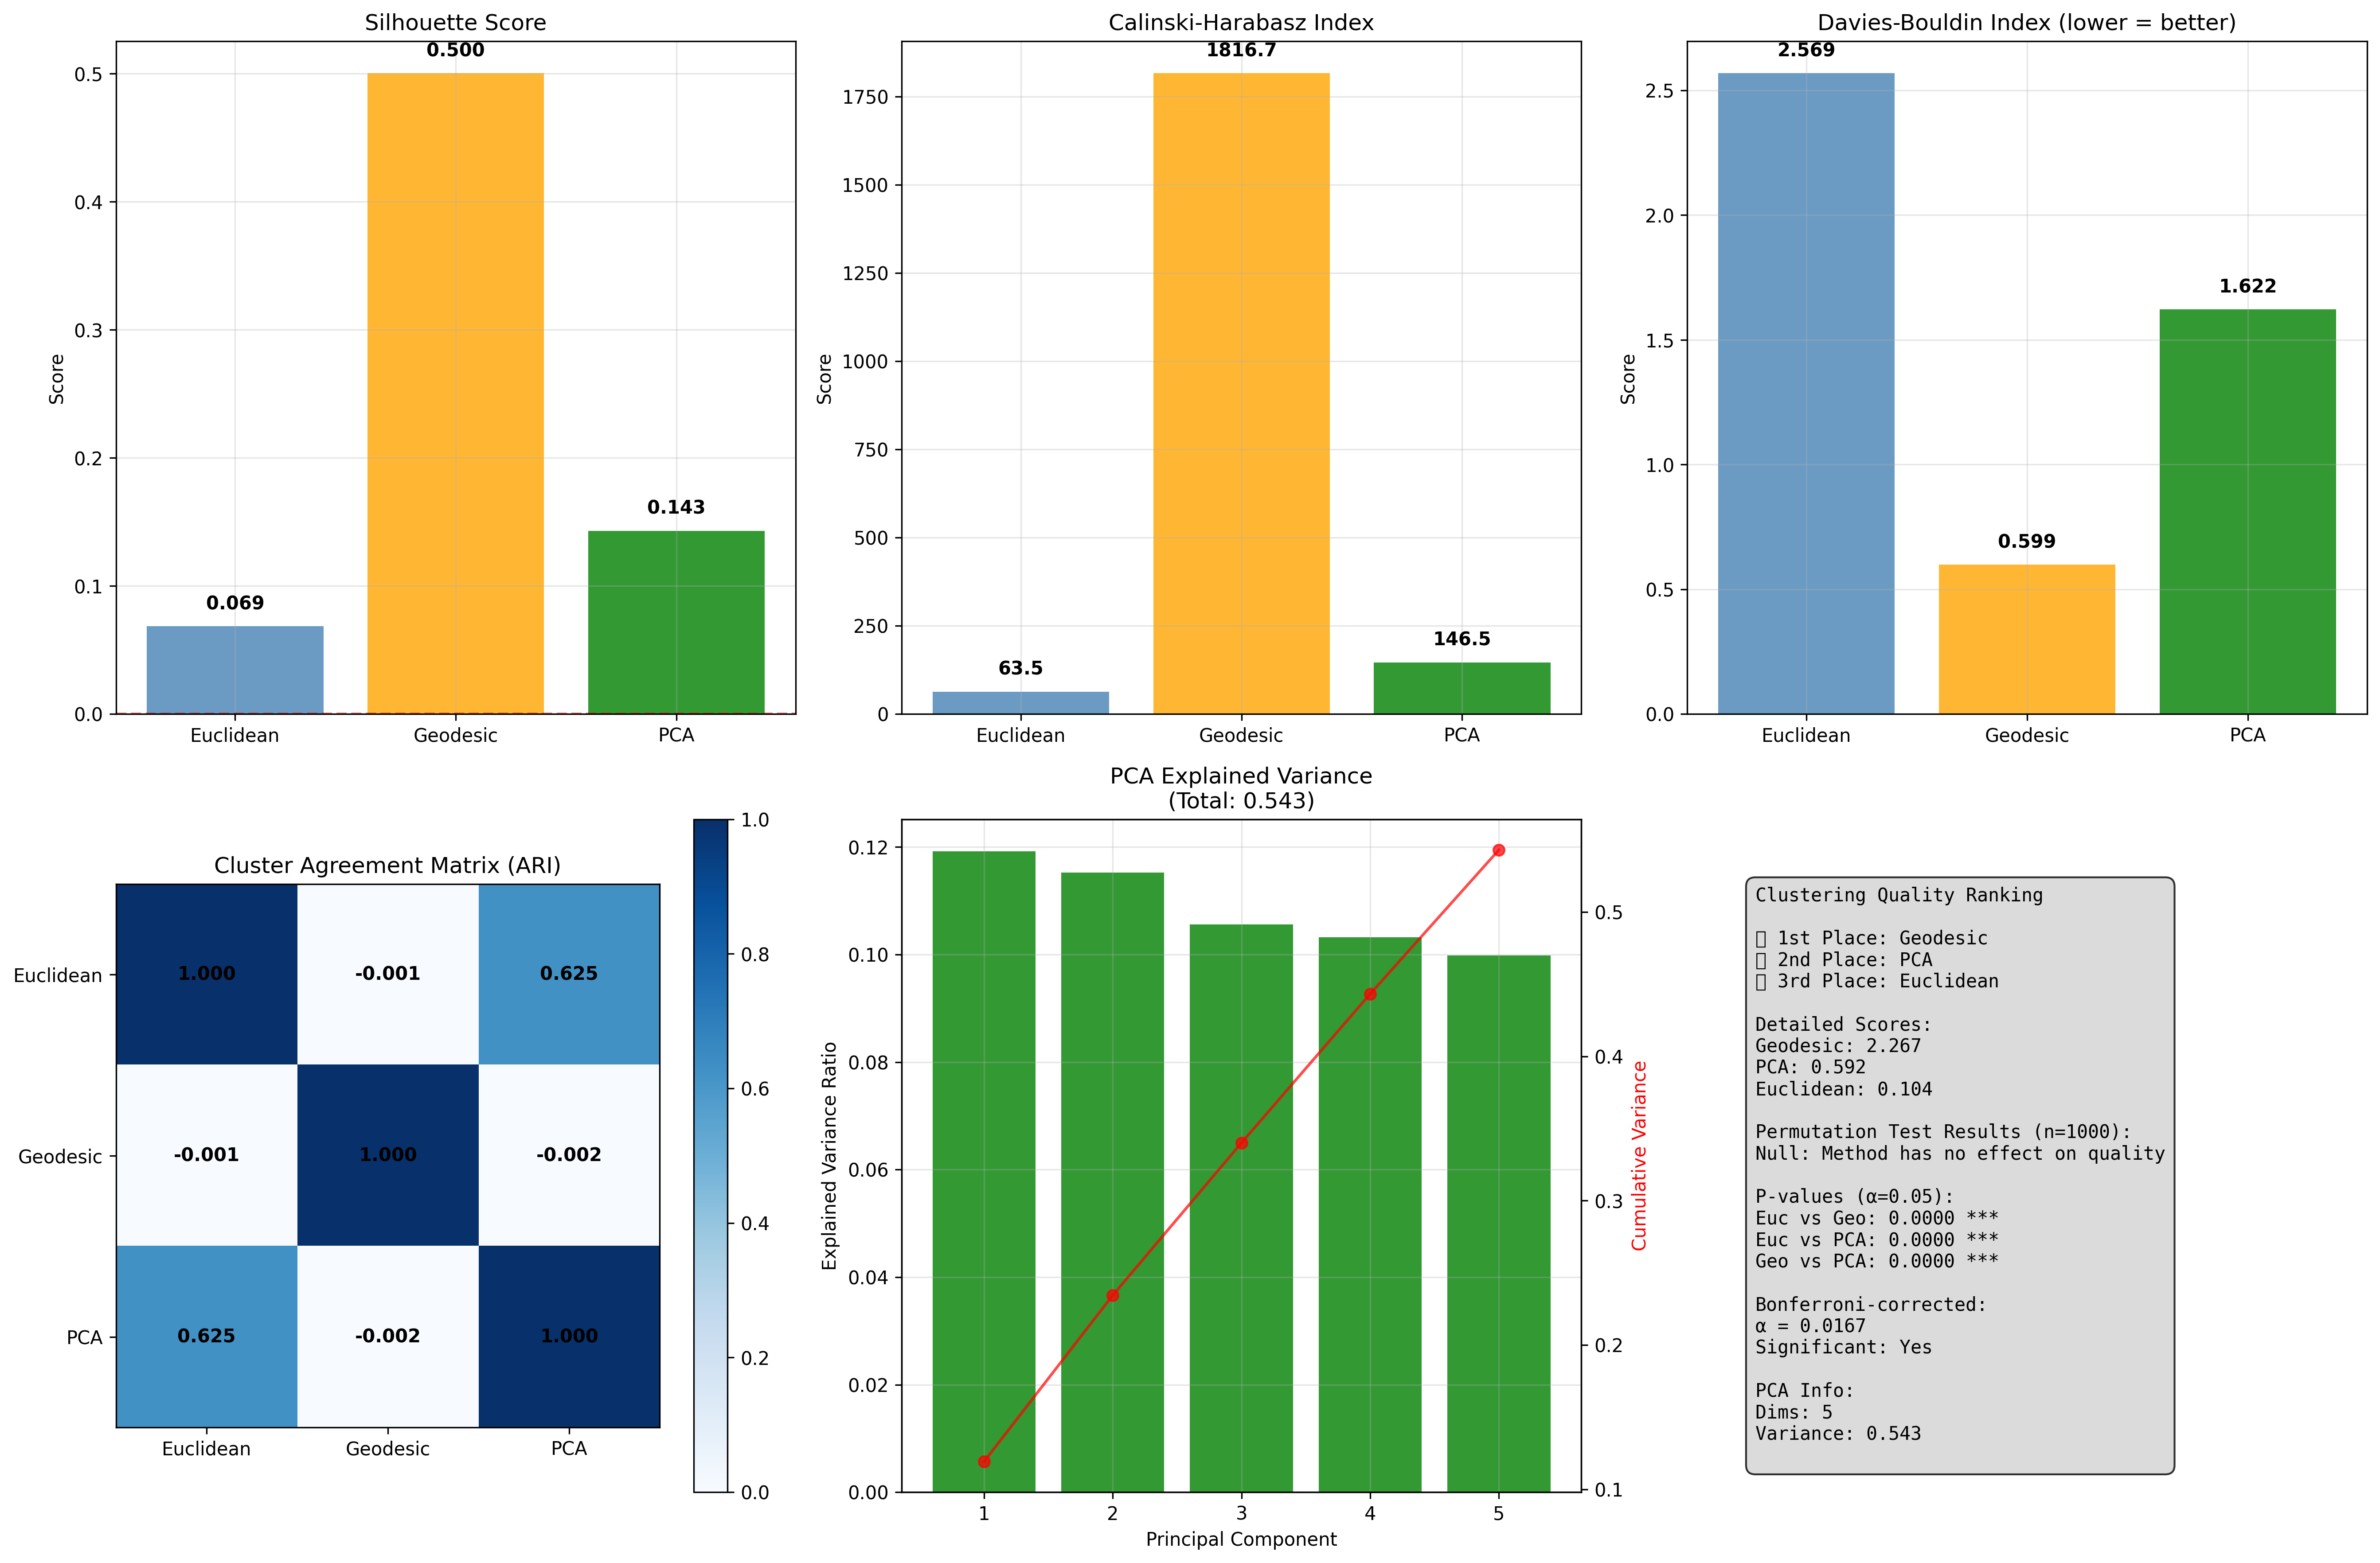 Silhouette Score
Score
0.5
0.4
0.3
0.2
0.1
0.0
0.069
0.500
0.143
Euclidean
Geodesic
PCA
Calinski-Harabasz Index
Score
1750
1500
1250
1000
750
500
250
0
63.5
1816.7
146.5
Euclidean
Geodesic
PCA
Davies-Bouldin Index (lower = better)
Score
2.5
2.0
1.5
1.0
0.5
0.0
2.569
0.599
1.622
Euclidean
Geodesic
PCA
Cluster Agreement Matrix (ARI)
Euclidean
1.000
-0.001
0.625
Geodesic
-0.001
1.000
-0.002
PCA
0.625
-0.002
1.000
Euclidean
Geodesic
PCA
1.0
0.8
0.6
0.4
0.2
0.0
PCA Explained Variance
(Total: 0.543)
Explained Variance Ratio
0.12
0.10
0.08
0.06
0.04
0.02
0.00
1
2
3
4
5
Principal Component
0.5
0.4
0.3
0.2
0.1
Cumulative Variance
Clustering Quality Ranking
1st Place: Geodesic
2nd Place: PCA
3rd Place: Euclidean
Detailed Scores:
Geodesic: 2.267
PCA: 0.592
Euclidean: 0.104
Permutation Test Results (n=1000):
Null: Method has no effect on quality
P-values (α=0.05):
Euc vs Geo: 0.0000 ***
Euc vs PCA: 0.0000 ***
Geo vs PCA: 0.0000 ***
Bonferroni-corrected:
α = 0.0167
Significant: Yes
PCA Info:
Dims: 5
Variance: 0.543